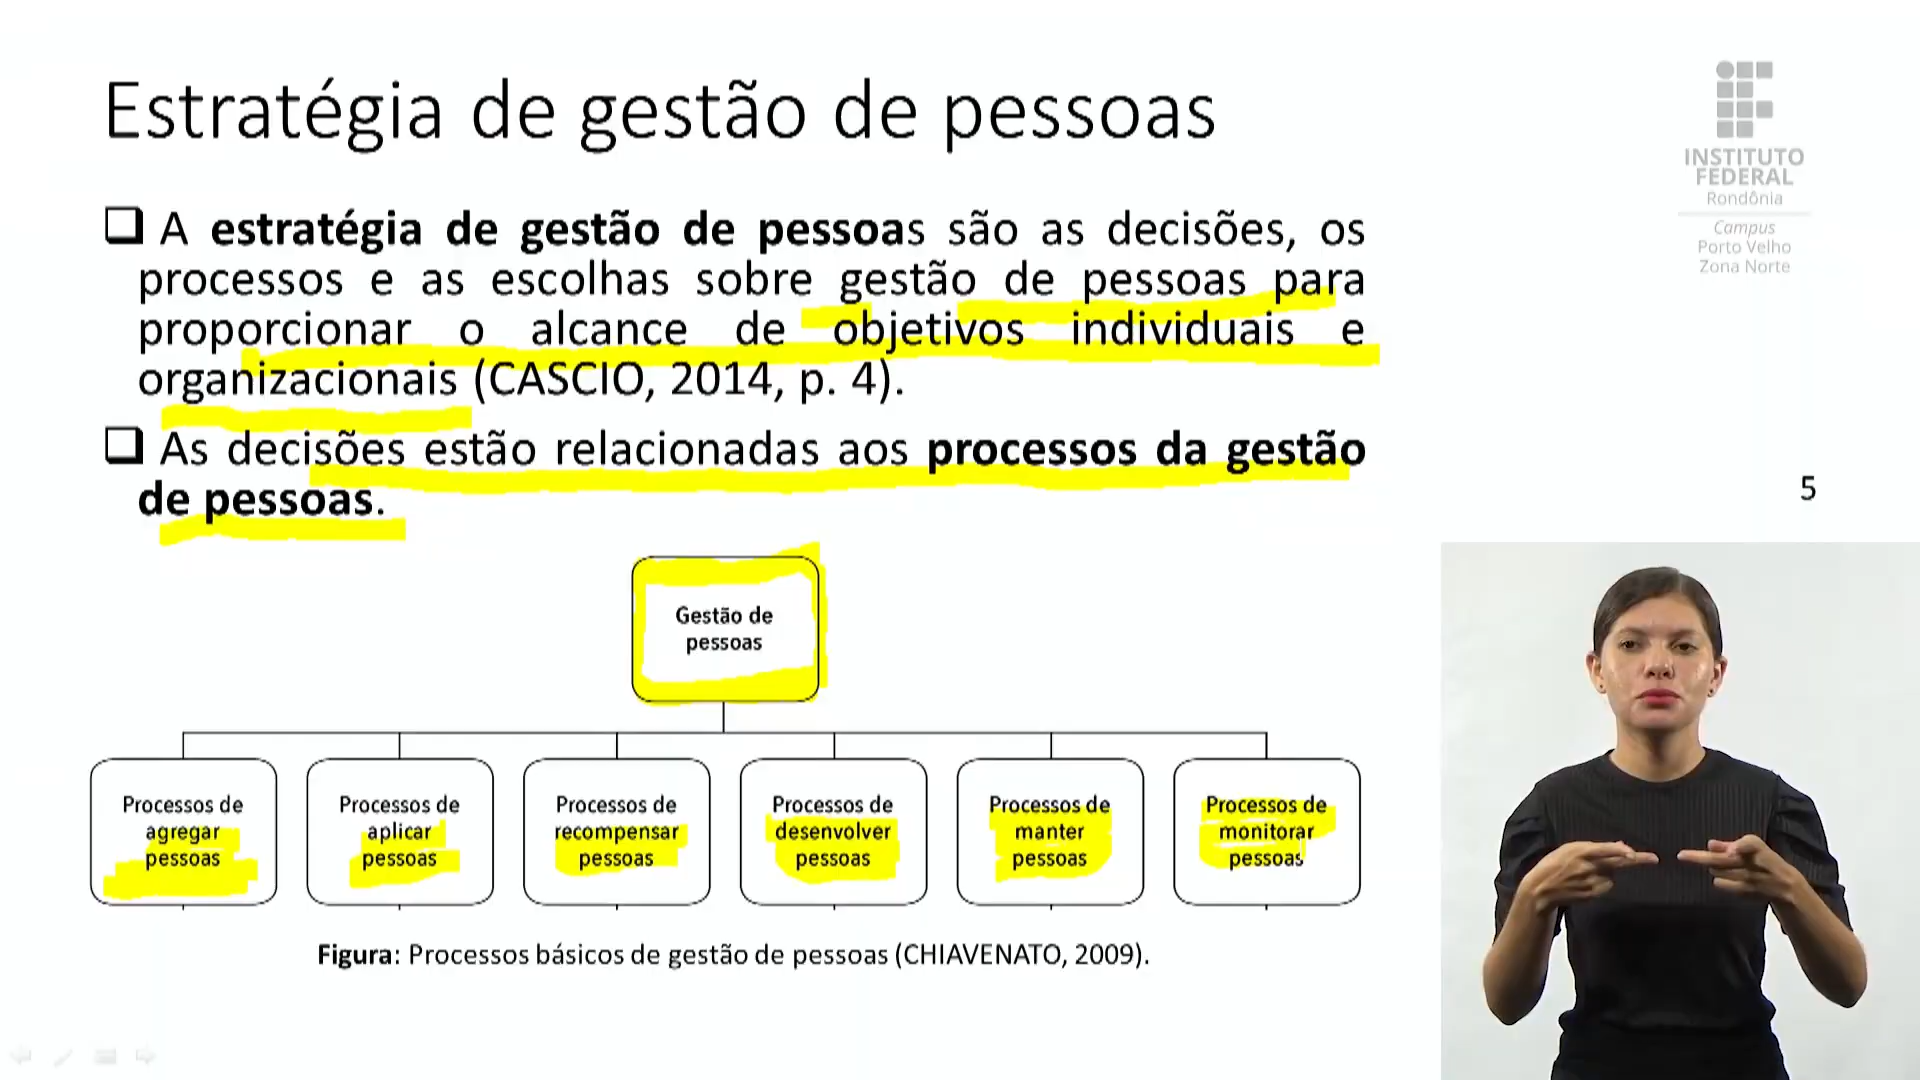 Estratégia de gestão de pessoas
INSTITUTO
FEDERAL
Rondônia
Campus
Porto Velho
Zona Norte
❑ A estratégia de gestão de pessoas são as decisões, os
processos e as escolhas sobre gestão de pessoas para
proporcionar o alcance de objetivos individuais e
organizacionais (CASCIO, 2014, p. 4).
❑ As decisões estão relacionadas aos processos da gestão
de pessoas.
5
Gestão de
pessoas
Processos de
agregar
pessoas
Processos de
aplicar
pessoas
Processos de
recompensar
pessoas
Processos de
desenvolver
pessoas
Processos de
manter
pessoas
Processos de
monitorar
pessoas
Figura: Processos básicos de gestão de pessoas (CHIAVENATO, 2009).